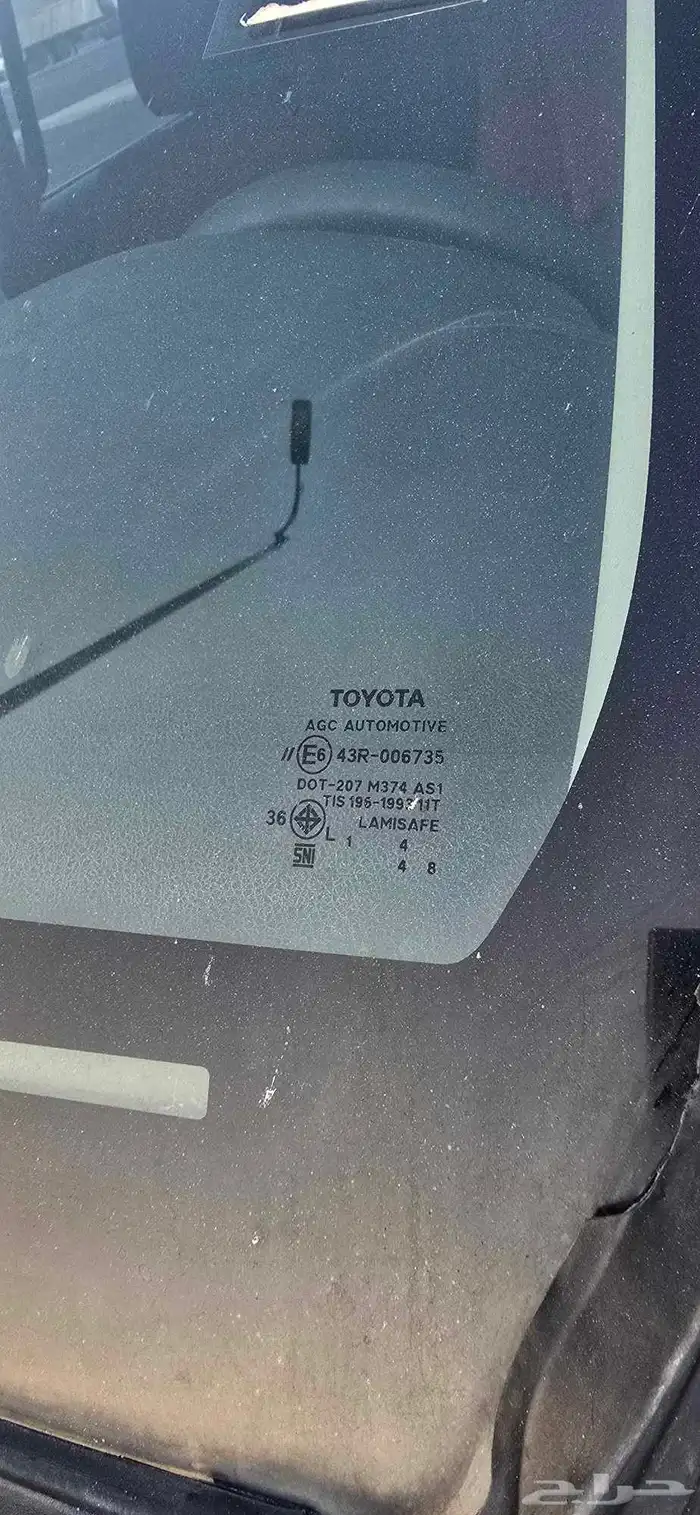 TOYOTA
AGC AUTOMOTIVE
// E6 43R-006735
DOT-207 M374 AS1
TIS 196-1993 11T
36 L LAMISAFE
1 4
SNI 4 8
حراج